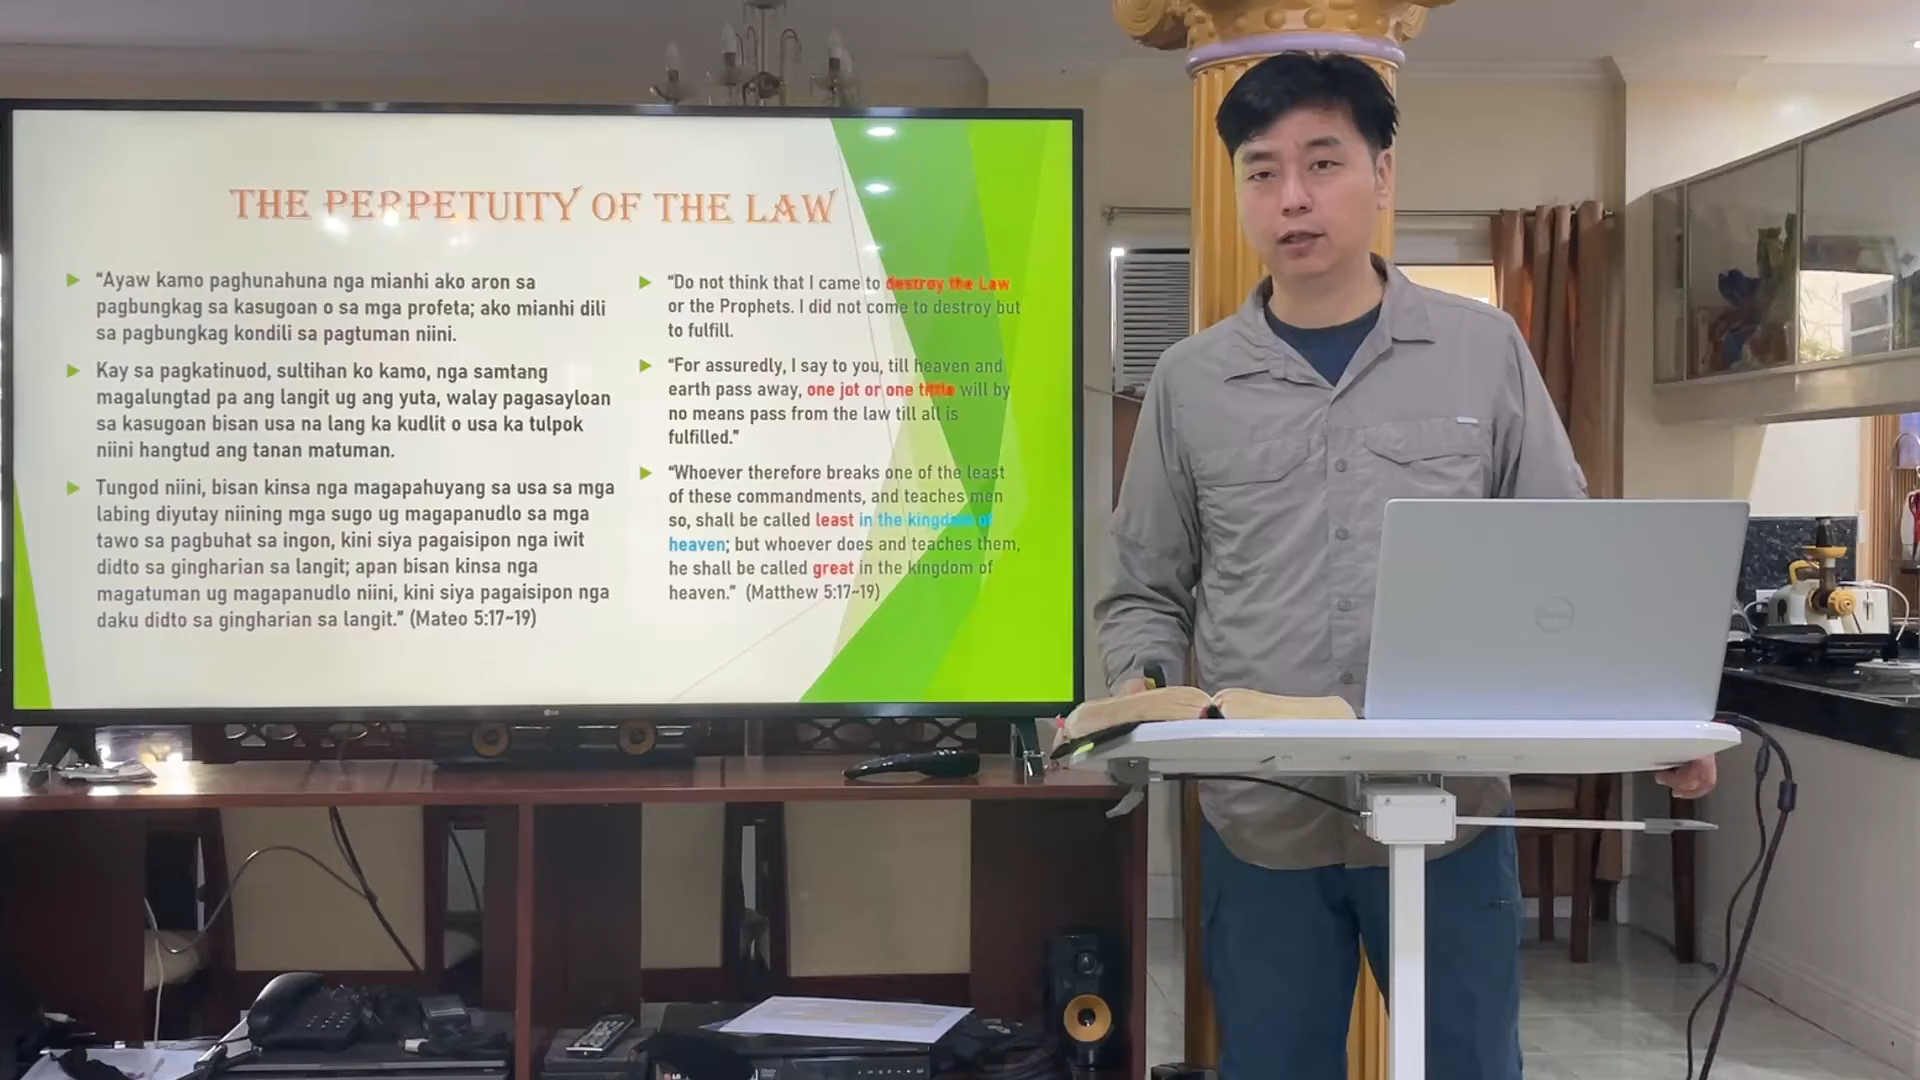 THE PERPETUITY OF THE LAW
“Ayaw kamo paghunahuna nga mianhi ako aron sa
pagbungkag sa kasugoan o sa mga profeta; ako mianhi dili
sa pagbungkag kondili sa pagtuman niini.
Kay sa pagkatinuod, sultihan ko kamo, nga samtang
magalungtad pa ang langit ug ang yuta, walay pagasayloan
sa kasugoan bisan usa na lang ka kudlit o usa ka tulpok
niini hangtud ang tanan matuman.
Tungod niini, bisan kinsa nga magapahuyang sa usa sa mga
labing diyutay niining mga sugo ug magapanudlo sa mga
tawo sa pagbuhat sa ingon, kini siya pagaisipon nga iwit
didto sa gingharian sa langit; apan bisan kinsa nga
magatuman ug magapanudlo niini, kini siya pagaisipon nga
daku didto sa gingharian sa langit.” (Mateo 5:17~19)
“Do not think that I came to destroy the Law
or the Prophets. I did not come to destroy but
to fulfill.
“For assuredly, I say to you, till heaven and
earth pass away, one jot or one tittle will by
no means pass from the law till all is
fulfilled.”
“Whoever therefore breaks one of the least
of these commandments, and teaches men
so, shall be called least in the kingdom of
heaven; but whoever does and teaches them,
he shall be called great in the kingdom of
heaven.” (Matthew 5:17~19)
LG